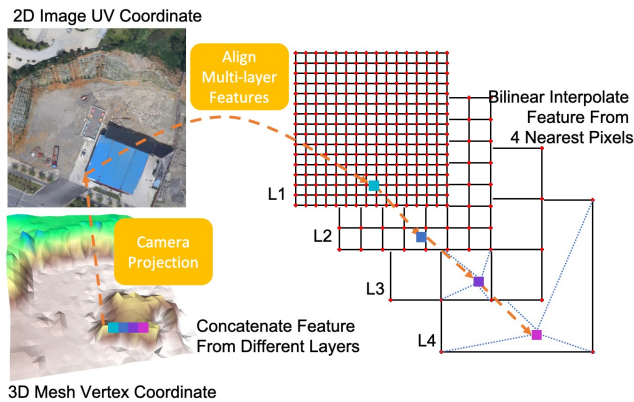 2D Image UV Coordinate
Align
Multi-layer
Features
Bilinear Interpolate
Feature From
4 Nearest Pixels
L1
L2
L3
L4
Camera
Projection
Concatenate Feature
From Different Layers
3D Mesh Vertex Coordinate